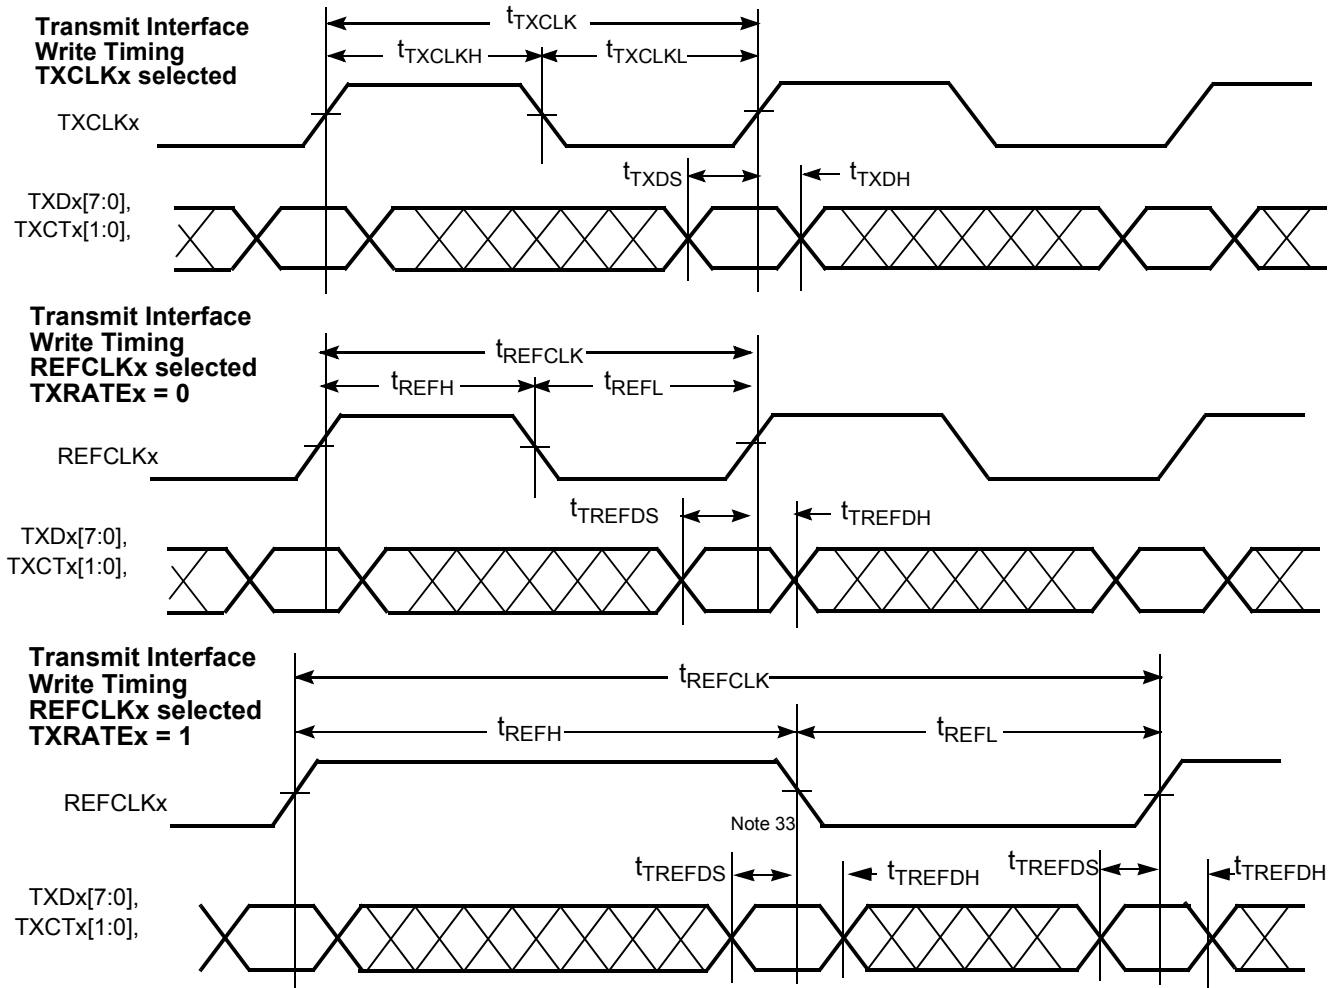 Transmit Interface
Write Timing
TXCLKx selected
tTXCLK
tTXCLKH
tTXCLKL
TXCLKx
tTXDS
tTXDH
TXDx[7:0],
TXCTx[1:0],
Transmit Interface
Write Timing
REFCLKx selected
TXRATEx = 0
tREFCLK
tREFH
tREFL
REFCLKx
tTREFDS
tTREFDH
TXDx[7:0],
TXCTx[1:0],
Transmit Interface
Write Timing
REFCLKx selected
TXRATEx = 1
tREFCLK
tREFH
tREFL
REFCLKx
Note 33
tTREFDS
tTREFDH
tTREFDS
tTREFDH
TXDx[7:0],
TXCTx[1:0],